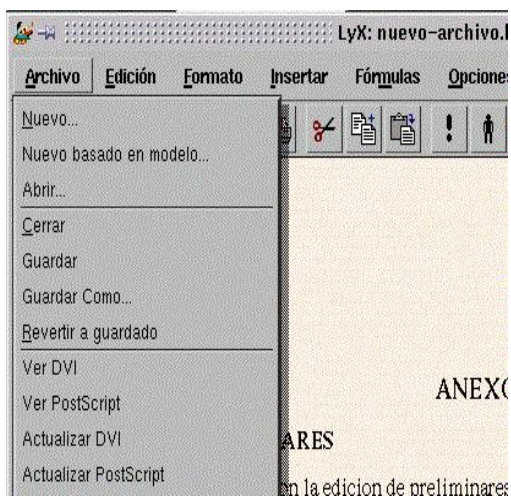 LyX: nuevo-archivo.l
Archivo Edición Formato Insertar Fórmulas Opciones
Nuevo...
Nuevo basado en modelo...
Abrir...
Cerrar
Guardar
Guardar Como...
Revertir a guardado
Ver DVI
Ver PostScript
Actualizar DVI
Actualizar PostScript
ANEXO
ARES
on la edicion de preliminares